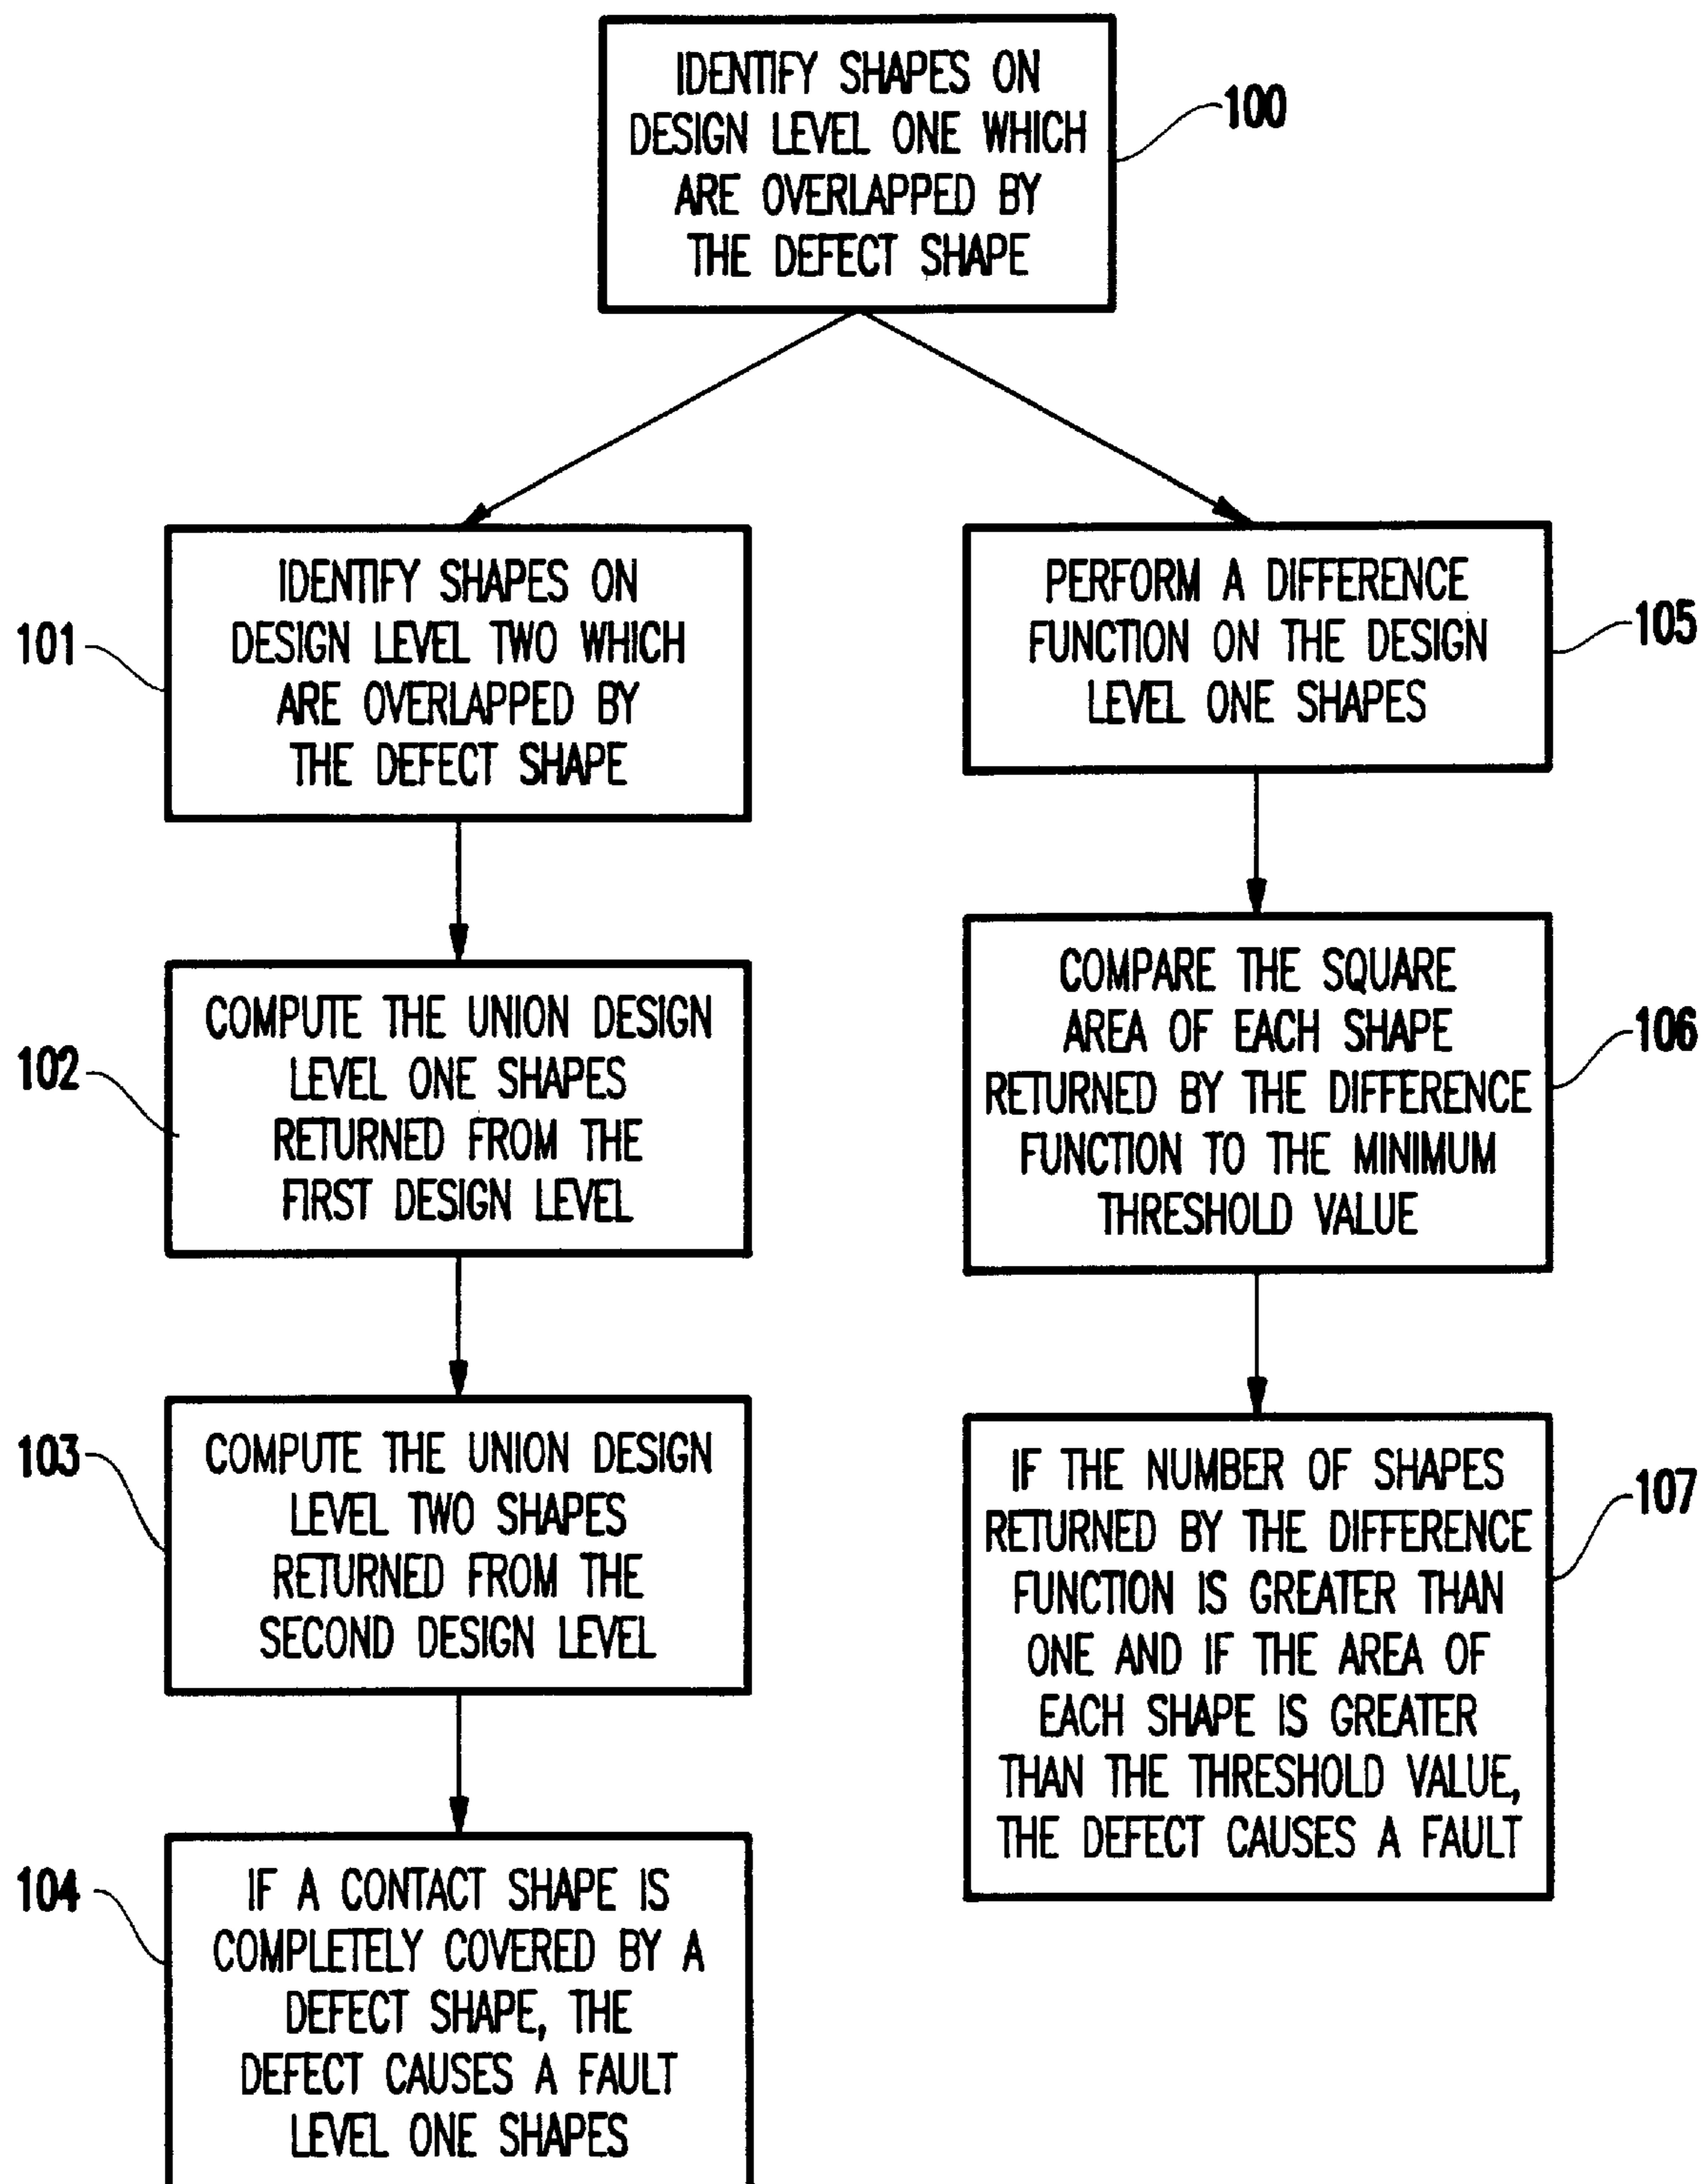 IDENTIFY SHAPES ON
DESIGN LEVEL ONE WHICH
ARE OVERLAPPED BY
THE DEFECT SHAPE
100
IDENTIFY SHAPES ON
DESIGN LEVEL TWO WHICH
ARE OVERLAPPED BY
THE DEFECT SHAPE
101
COMPUTE THE UNION DESIGN
LEVEL ONE SHAPES
RETURNED FROM THE
FIRST DESIGN LEVEL
102
COMPUTE THE UNION DESIGN
LEVEL TWO SHAPES
RETURNED FROM THE
SECOND DESIGN LEVEL
103
IF A CONTACT SHAPE IS
COMPLETELY COVERED BY A
DEFECT SHAPE, THE
DEFECT CAUSES A FAULT
LEVEL ONE SHAPES
104
PERFORM A DIFFERENCE
FUNCTION ON THE DESIGN
LEVEL ONE SHAPES
105
COMPARE THE SQUARE
AREA OF EACH SHAPE
RETURNED BY THE DIFFERENCE
FUNCTION TO THE MINIMUM
THRESHOLD VALUE
106
IF THE NUMBER OF SHAPES
RETURNED BY THE DIFFERENCE
FUNCTION IS GREATER THAN
ONE AND IF THE AREA OF
EACH SHAPE IS GREATER
THAN THE THRESHOLD VALUE,
THE DEFECT CAUSES A FAULT
107